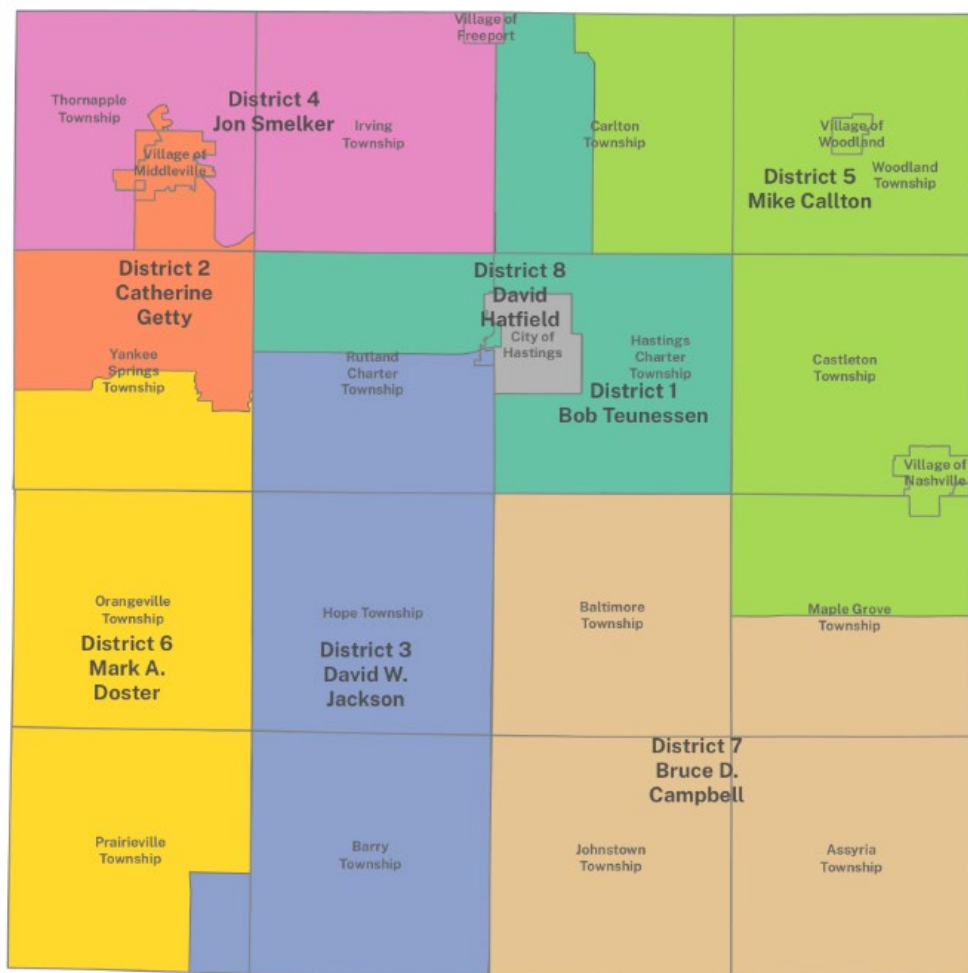 Village of
Freeport
Thornapple
Township
District 4
Jon Smelker
Irving
Township
Carlton
Township
Village of
Woodland
Village of
Middleville
District 5
Mike Callton
Woodland
Township
District 2
Catherine
Getty
District 8
David
Hatfield
City of
Hastings
Hastings
Charter
Township
Yankee
Springs
Township
Rutland
Charter
Township
Castleton
Township
District 1
Bob Teunessen
Village of
Nashville
Orangeville
Township
Hope Township
Baltimore
Township
Maple Grove
Township
District 6
Mark A.
Doster
District 3
David W.
Jackson
District 7
Bruce D.
Campbell
Prairieville
Township
Barry
Township
Johnstown
Township
Assyria
Township